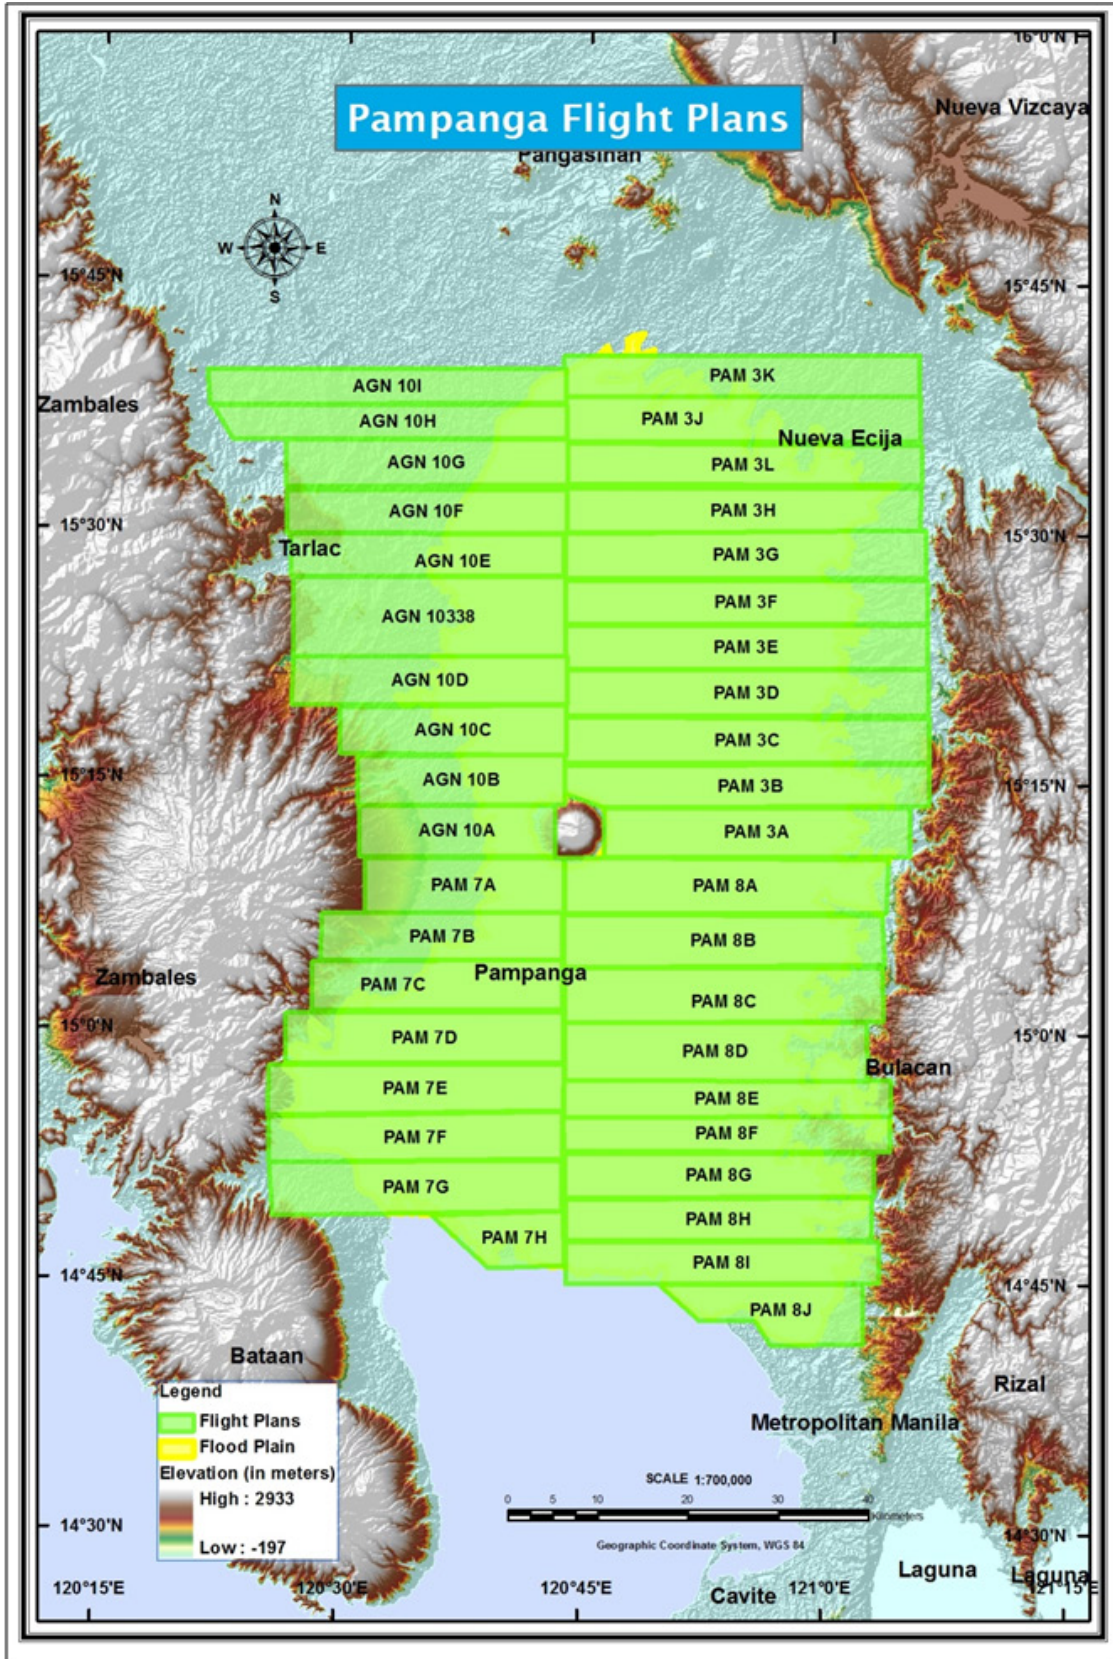 16°0'N
Nueva Vizcaya
Pampanga Flight Plans
Pangasinan
N
W E
S
15°45'N
15°45'N
AGN 10I
PAM 3K
Zambales
AGN 10H
PAM 3J
Nueva Ecija
AGN 10G
PAM 3L
AGN 10F
PAM 3H
15°30'N
15°30'N
Tarlac
AGN 10E
PAM 3G
AGN 10338
PAM 3F
PAM 3E
AGN 10D
PAM 3D
AGN 10C
PAM 3C
15°15'N
15°15'N
AGN 10B
PAM 3B
AGN 10A
PAM 3A
PAM 7A
PAM 8A
PAM 7B
PAM 8B
Zambales
Pampanga
PAM 7C
PAM 8C
15°0'N
15°0'N
PAM 7D
PAM 8D
Bulacan
PAM 7E
PAM 8E
PAM 7F
PAM 8F
PAM 7G
PAM 8G
PAM 7H
PAM 8H
PAM 8I
14°45'N
14°45'N
PAM 8J
Bataan
Rizal
Metropolitan Manila
Legend
Flight Plans
Flood Plain
Elevation (in meters)
High : 2933
Low : -197
SCALE 1:700,000
0 5 10 20 30 40
Kilometers
Geographic Coordinate System, WGS 84
14°30'N
14°30'N
Laguna
Laguna
Cavite
120°15'E
120°30'E
120°45'E
121°0'E
121°15'E